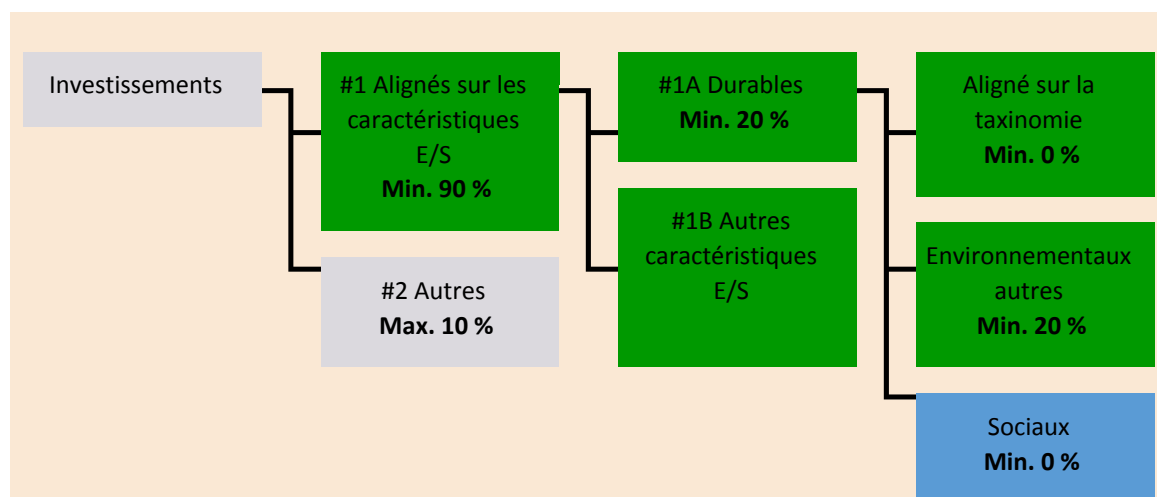 Investissements
#1 Alignés sur les
caractéristiques
E/S
Min. 90 %
#2 Autres
Max. 10 %
#1A Durables
Min. 20 %
#1B Autres
caractéristiques
E/S
Aligné sur la
taxinomie
Min. 0 %
Environnementaux
autres
Min. 20 %
Sociaux
Min. 0 %